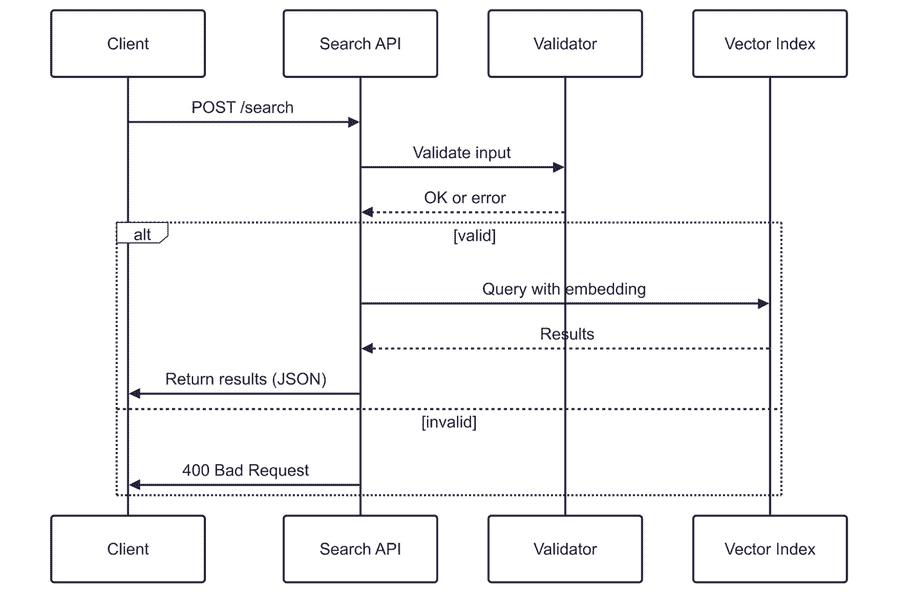 Client
Search API
Validator
Vector Index
POST /search
Validate input
OK or error
alt
[valid]
Query with embedding
Results
Return results (JSON)
[invalid]
400 Bad Request
Client
Search API
Validator
Vector Index